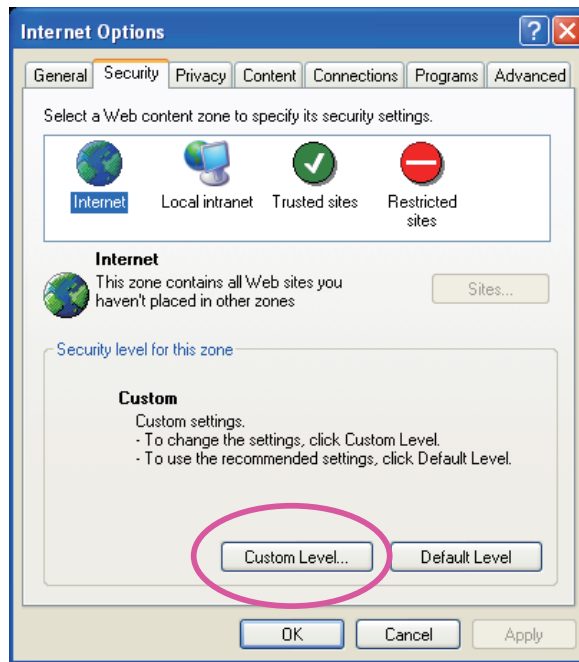 Internet Options
General Security Privacy Content Connections Programs Advanced
Select a Web content zone to specify its security settings.
Internet Local intranet Trusted sites Restricted
sites
Internet
This zone contains all Web sites you
haven't placed in other zones
Sites...
Security level for this zone
Custom
Custom settings.
- To change the settings, click Custom Level.
- To use the recommended settings, click Default Level.
Custom Level... Default Level
OK Cancel Apply